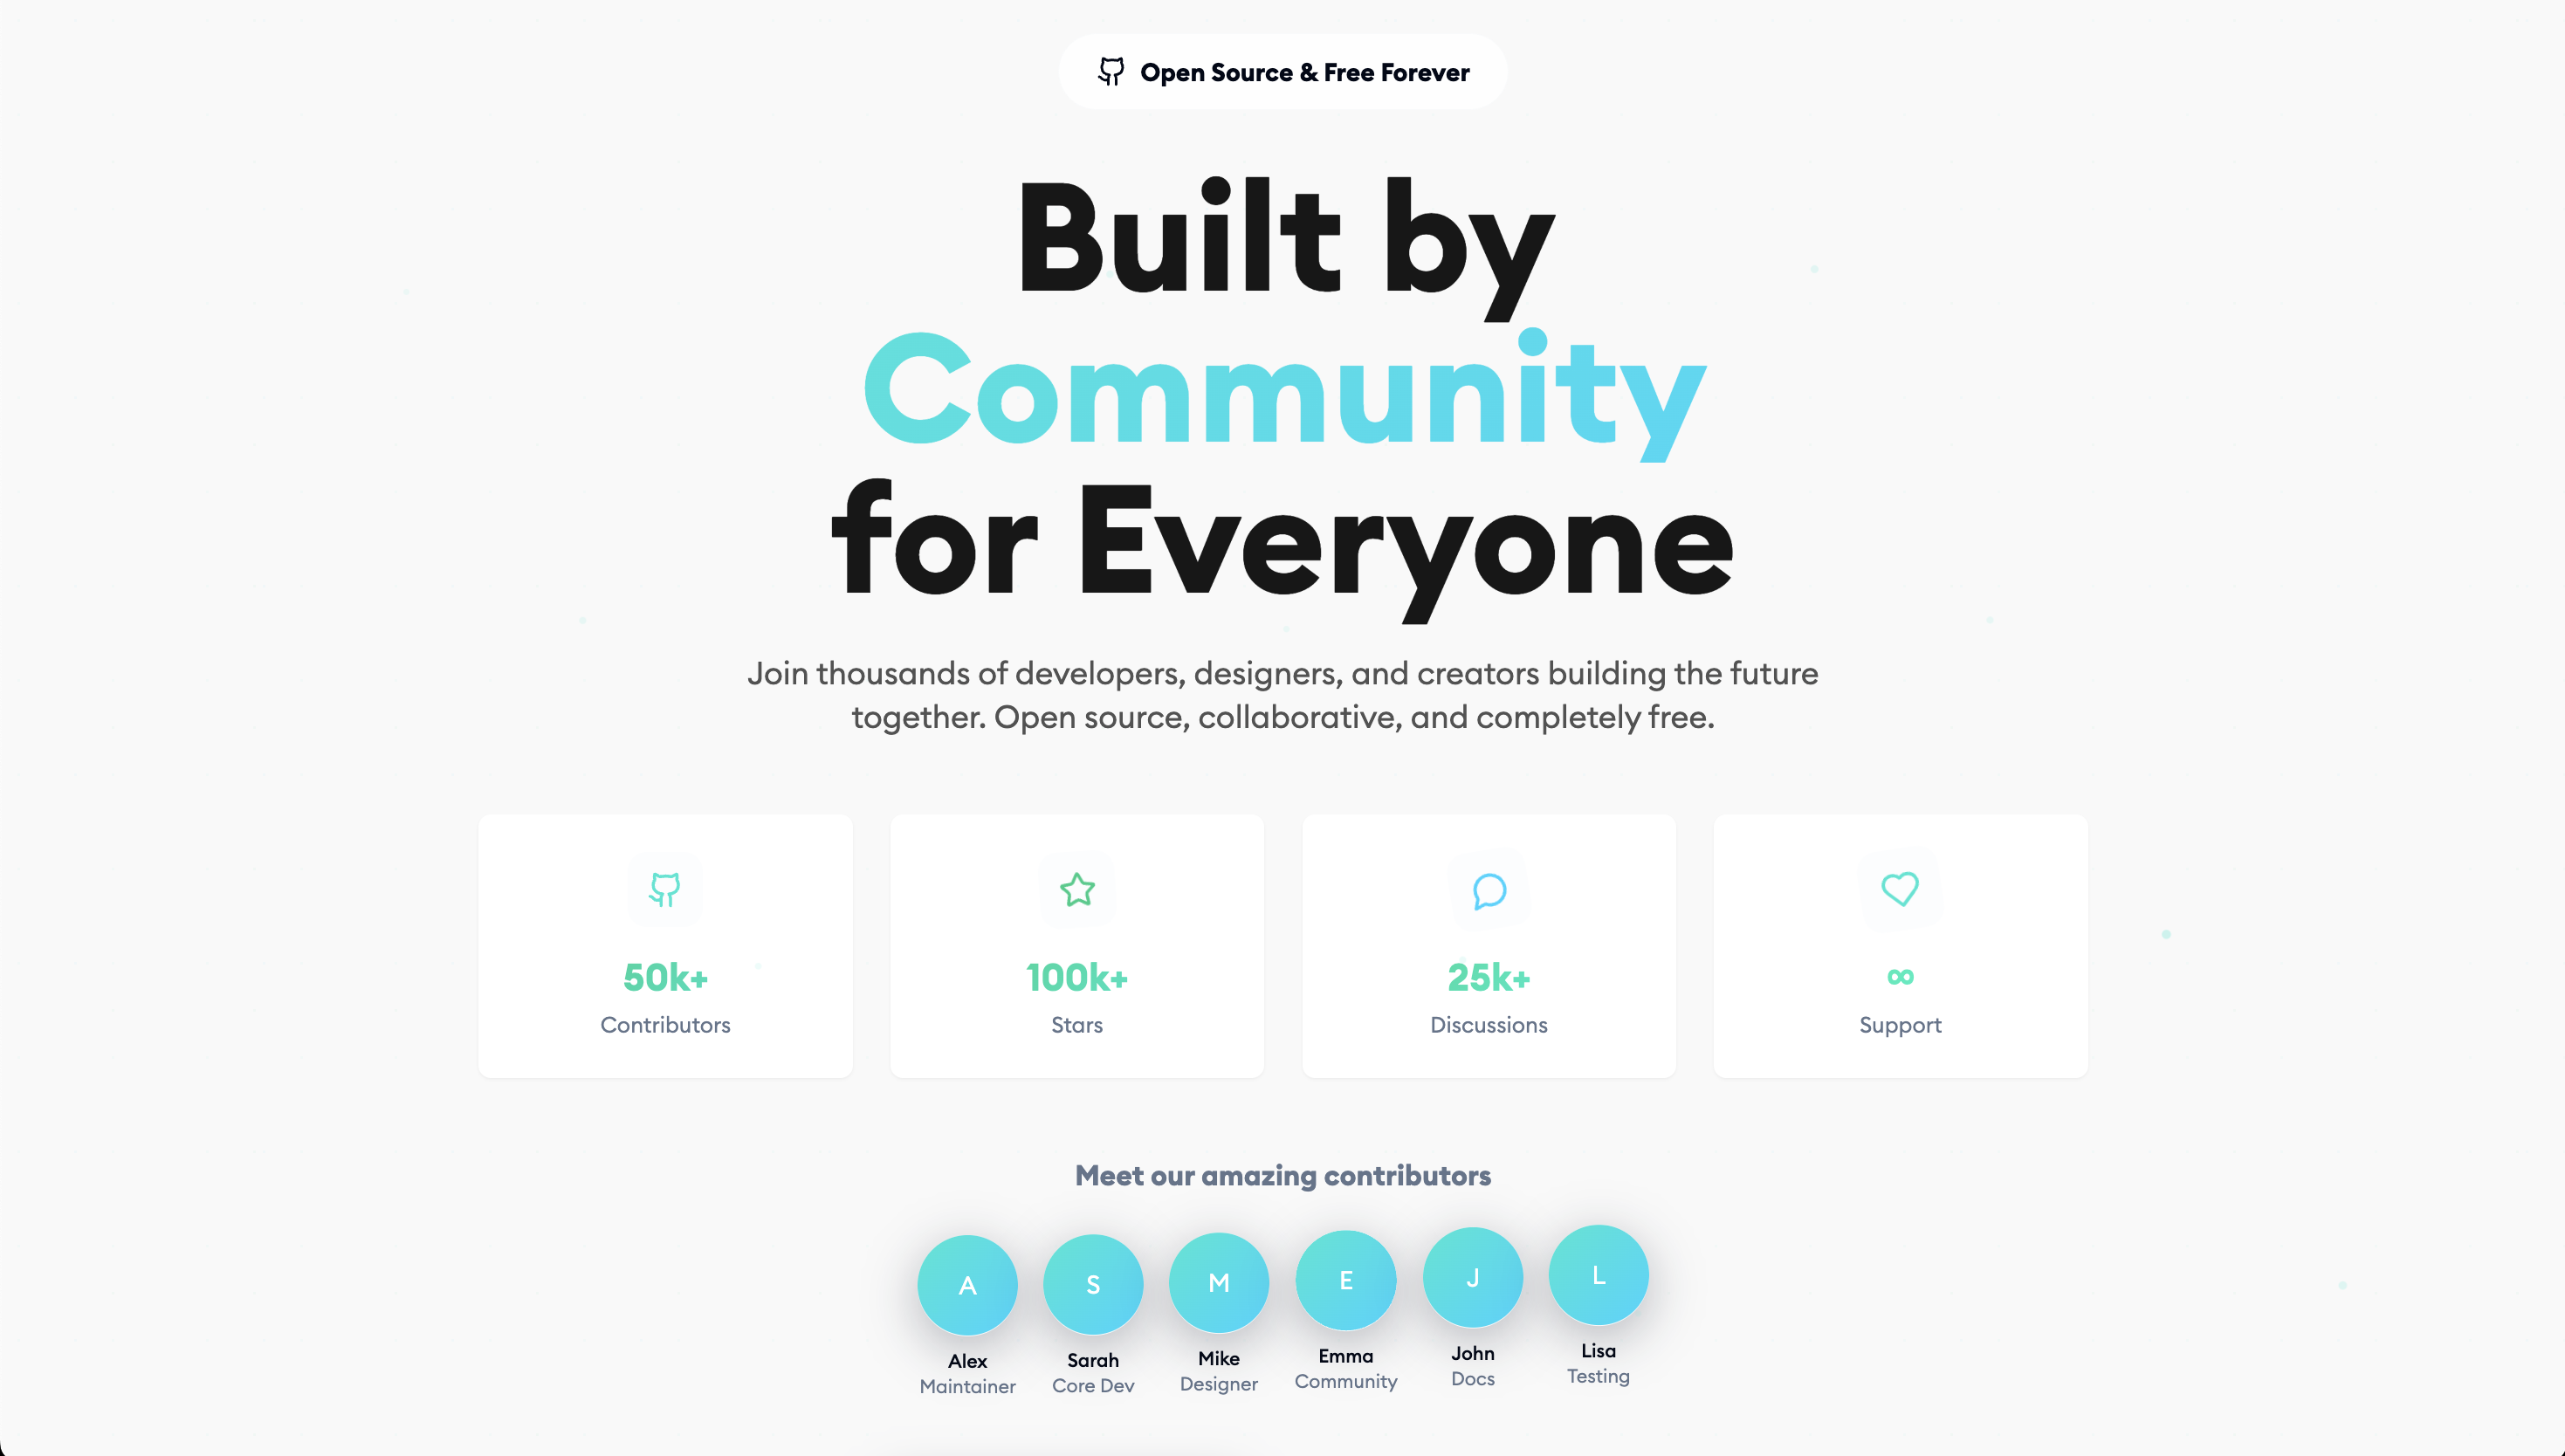 Open Source & Free Forever
Built by
Community
for Everyone
Join thousands of developers, designers, and creators building the future
together. Open source, collaborative, and completely free.
50k+
Contributors
100k+
Stars
25k+
Discussions
∞
Support
Meet our amazing contributors
A
Alex
Maintainer
S
Sarah
Core Dev
M
Mike
Designer
E
Emma
Community
J
John
Docs
L
Lisa
Testing